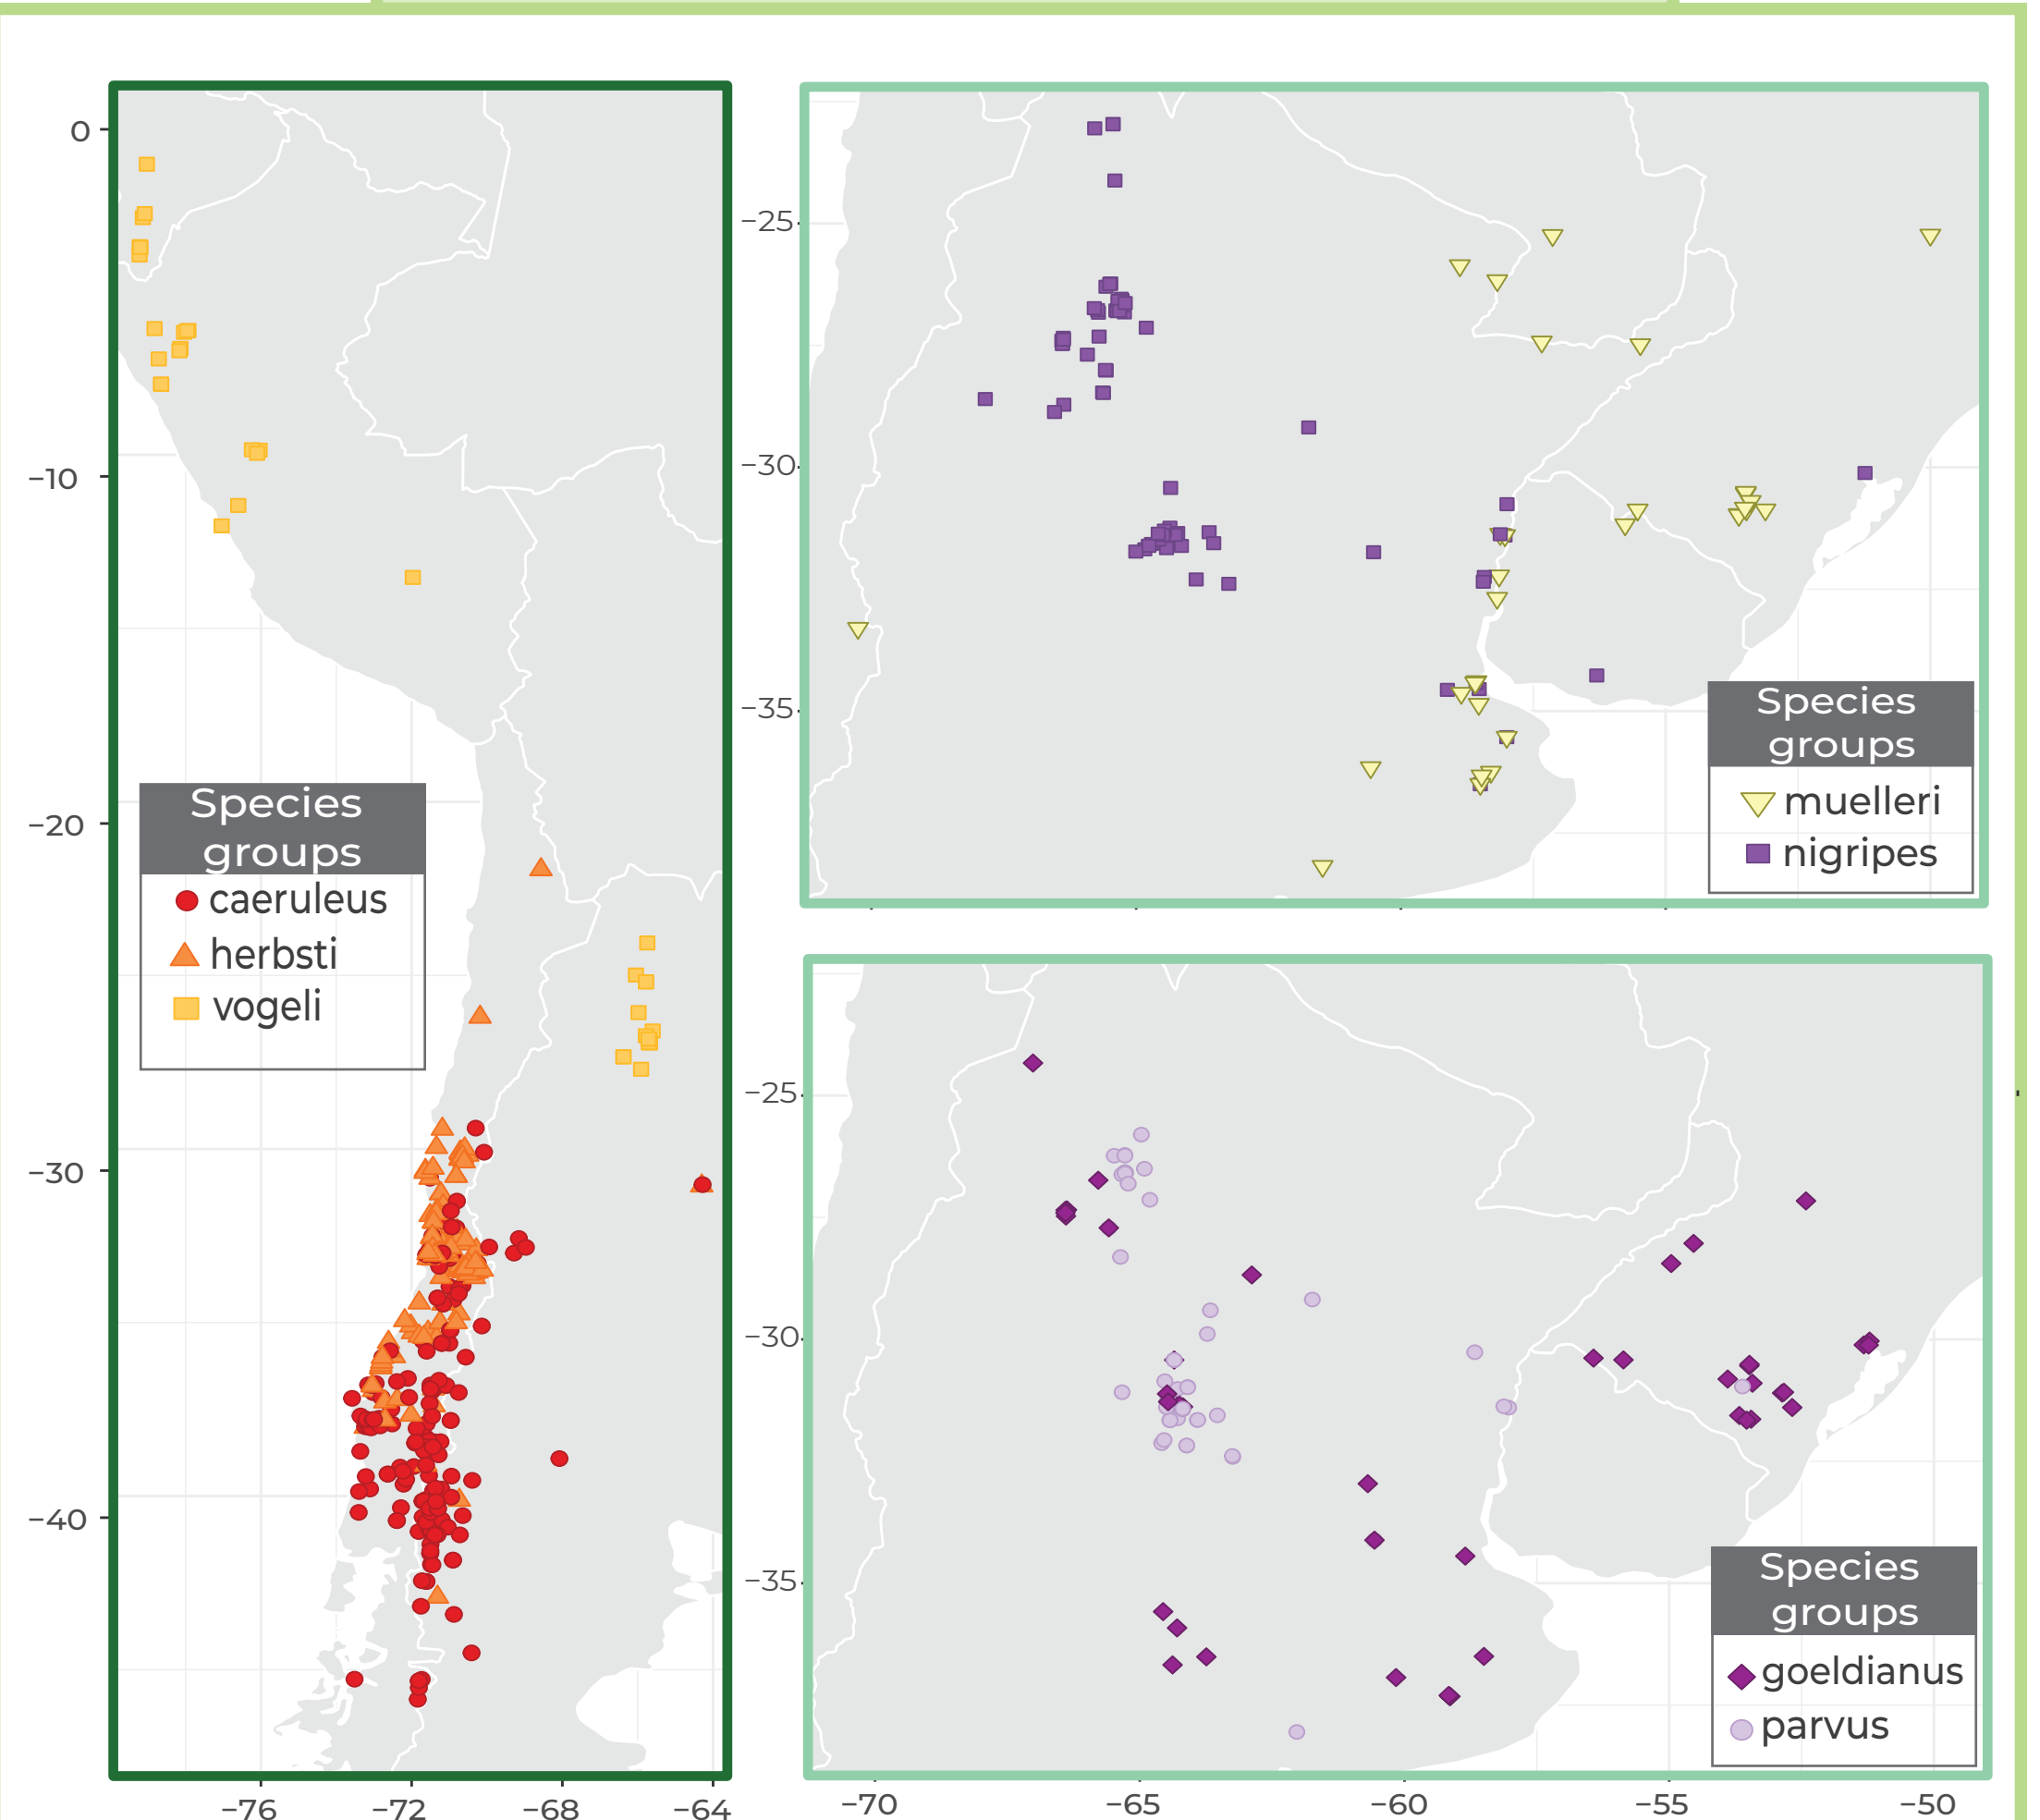 0
−10
−20
−30
−40
−76
−72
−68
−64
Species
groups
caeruleus
herbsti
vogeli
−25
−30
−35
Species
groups
muelleri
nigripes
−25
−30
−35
−70
−65
−60
−55
−50
Species
groups
goeldianus
parvus